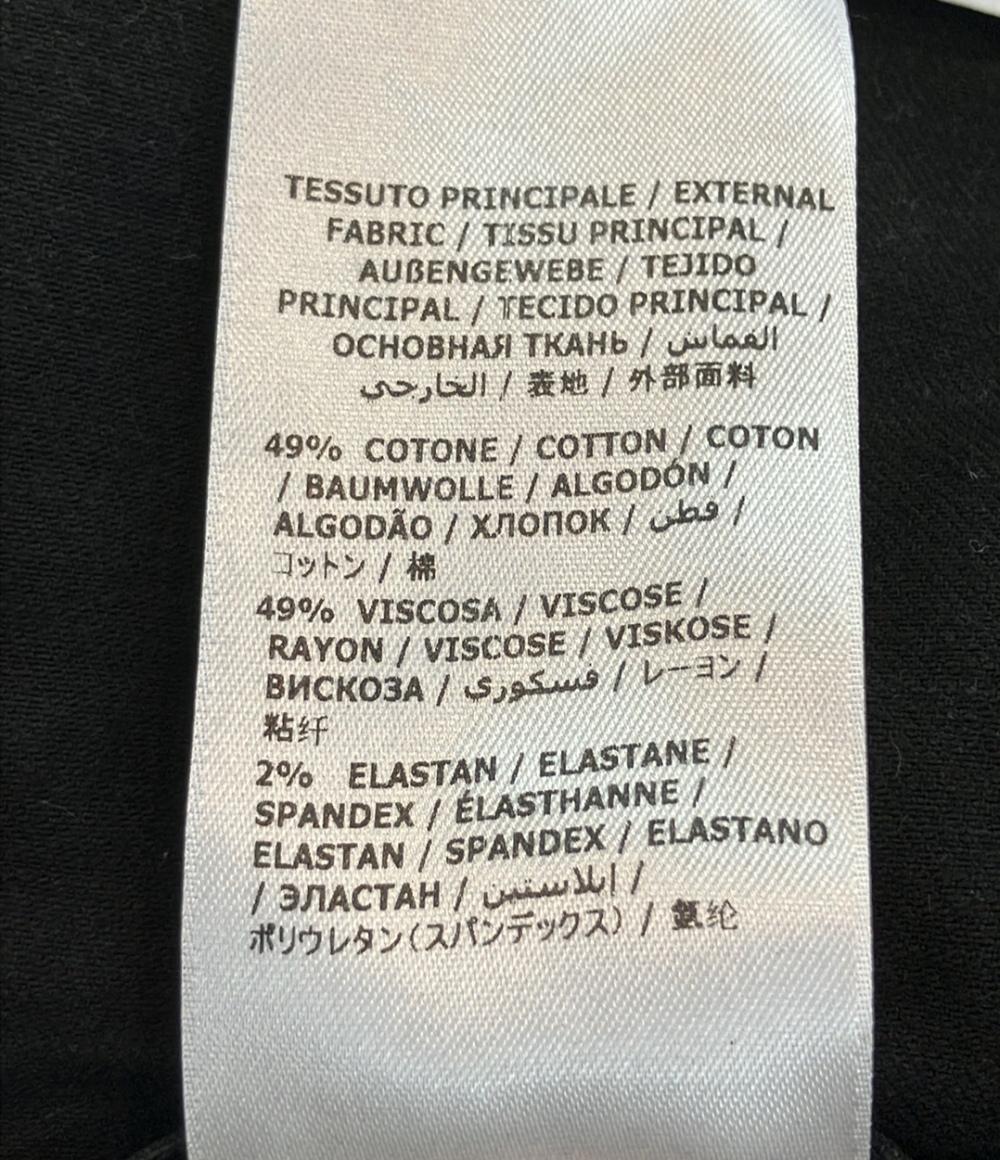 TESSUTO PRINCIPALE / EXTERNAL
FABRIC / TISSU PRINCIPAL /
AUßENGEWEBE / TEJIDO
PRINCIPAL / TECIDO PRINCIPAL /
ОСНОВНАЯ ТКАНЬ / القماش
الخارجي / 表地 / 外部面料
49% COTONE / COTTON / COTON
/ BAUMWOLLE / ALGODÓN /
ALGODÃO / ХЛОПОК / قطن /
コットン / 棉
49% VISCOSA / VISCOSE /
RAYON / VISCOSE / VISKOSE /
ВИСКОЗА / فسكوزي / レーヨン /
粘纤
2% ELASTAN / ELASTANE /
SPANDEX / ÉLASTHANNE /
ELASTAN / SPANDEX / ELASTANO
/ ЭЛАСТАН / ايلاستين /
ポリウレタン(スパンデックス) / 氨纶